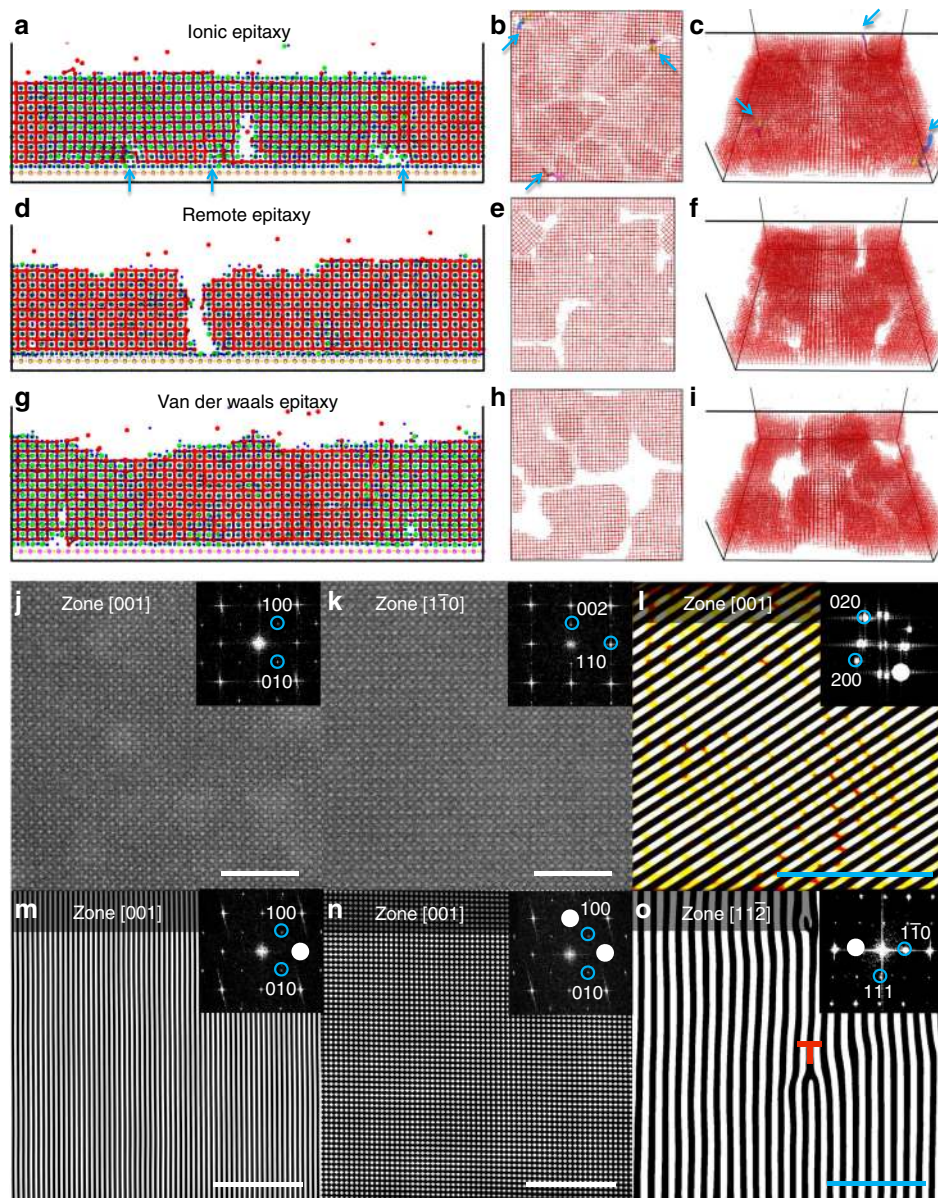 a
Ionic epitaxy
b
c
d
Remote epitaxy
e
f
g
Van der waals epitaxy
h
i
j
Zone [001]
100
010
k
Zone [11̅0]
002
110
l
Zone [001]
020
200
m
Zone [001]
100
010
n
Zone [001]
100
010
o
Zone [112̅]
11̅0
111